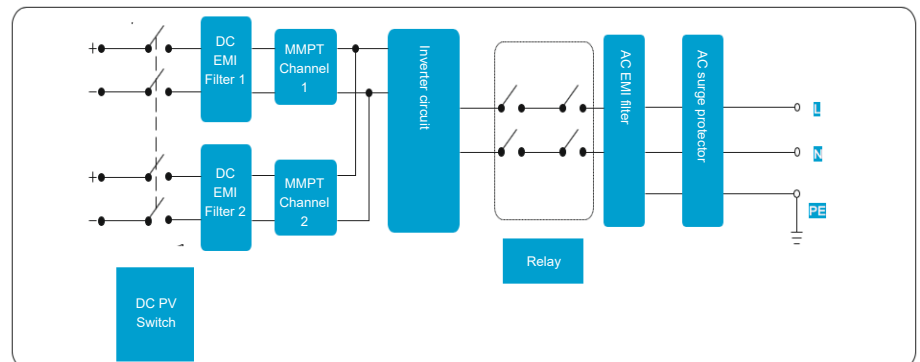 +
DC
EMI
Filter 1
MMPT
Channel
1
Inverter circuit
AC EMI filter
AC surge protector
-
L
+
DC
EMI
Filter 2
MMPT
Channel
2
N
-
PE
Relay
DC PV
Switch